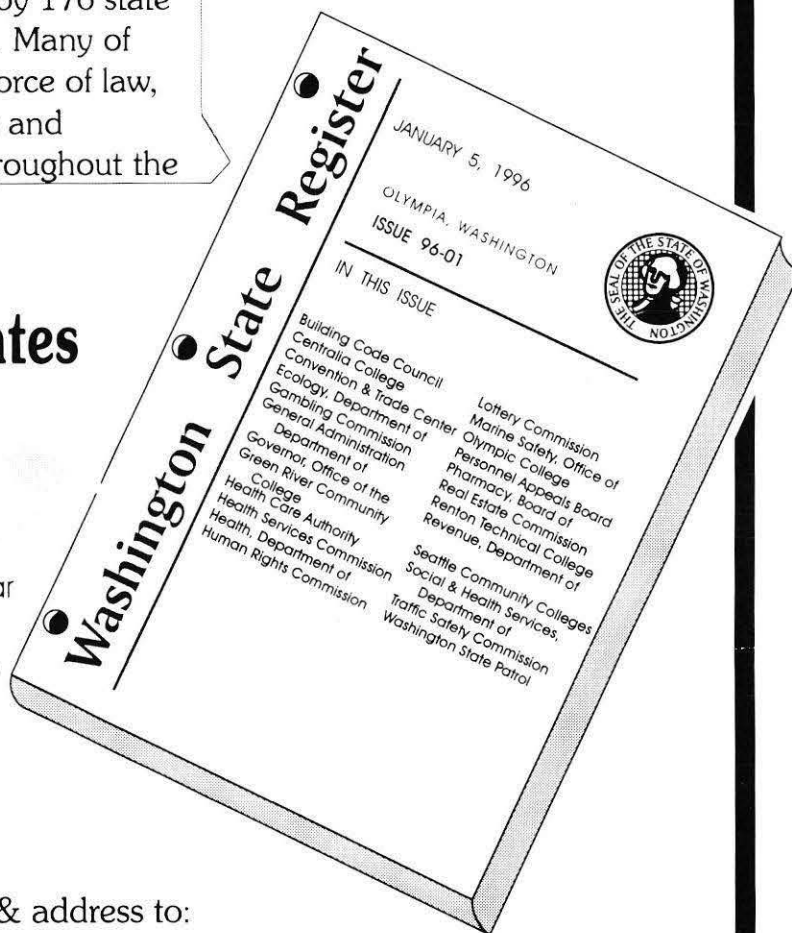 by 176 state
Many of
force of law,
and
throughout the
Washington State Register
JANUARY 5, 1996
OLYMPIA, WASHINGTON
ISSUE 96-01
THE SEAL OF THE STATE OF WASHINGTON
IN THIS ISSUE
Building Code Council
Centralia College
Convention & Trade Center
Ecology, Department of
Gambling Commission
General Administration
Department of
Governor, Office of the
Green River Community
College
Health Care Authority
Health Services Commission
Health, Department of
Human Rights Commission
Lottery Commission
Marine Safety, Office of
Olympic College
Personnel Appeals Board
Pharmacy, Board of
Real Estate Commission
Renton Technical College
Revenue, Department of
Seattle Community Colleges
Social & Health Services,
Department of
Traffic Safety Commission
Washington State Patrol
& address to: